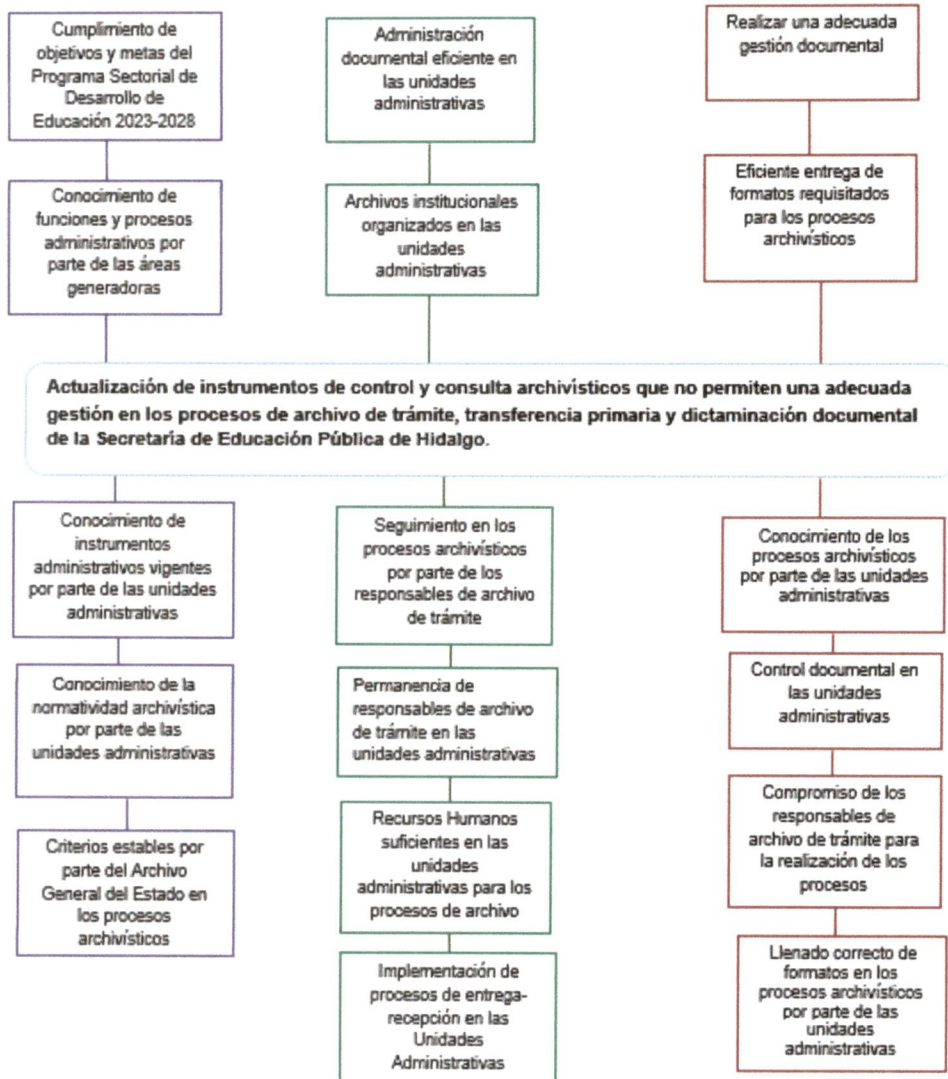 Cumplimiento de
objetivos y metas del
Programa Sectorial de
Desarrollo de
Educación 2023-2028
Administración
documental eficiente en
las unidades
administrativas
Realizar una adecuada
gestión documental
Conocimiento de
funciones y procesos
administrativos por
parte de las áreas
generadoras
Archivos institucionales
organizados en las
unidades
administrativas
Eficiente entrega de
formatos requisitados
para los procesos
archivísticos
Actualización de instrumentos de control y consulta archivísticos que no permiten una adecuada
gestión en los procesos de archivo de trámite, transferencia primaria y dictaminación documental
de la Secretaría de Educación Pública de Hidalgo.
Conocimiento de
instrumentos
administrativos vigentes
por parte de las unidades
administrativas
Seguimiento en los
procesos archivísticos
por parte de los
responsables de archivo
de trámite
Conocimiento de los
procesos archivísticos
por parte de las unidades
administrativas
Conocimiento de la
normatividad archivística
por parte de las
unidades administrativas
Permanencia de
responsables de archivo
de trámite en las
unidades administrativas
Control documental en
las unidades
administrativas
Criterios estables por
parte del Archivo
General del Estado en
los procesos
archivísticos
Recursos Humanos
suficientes en las
unidades
administrativas para los
procesos de archivo
Compromiso de los
responsables de
archivo de trámite para
la realización de los
procesos
Implementación de
procesos de entrega-
recepción en las
Unidades
Administrativas
Llenado correcto de
formatos en los
procesos archivísticos
por parte de las
unidades
administrativas